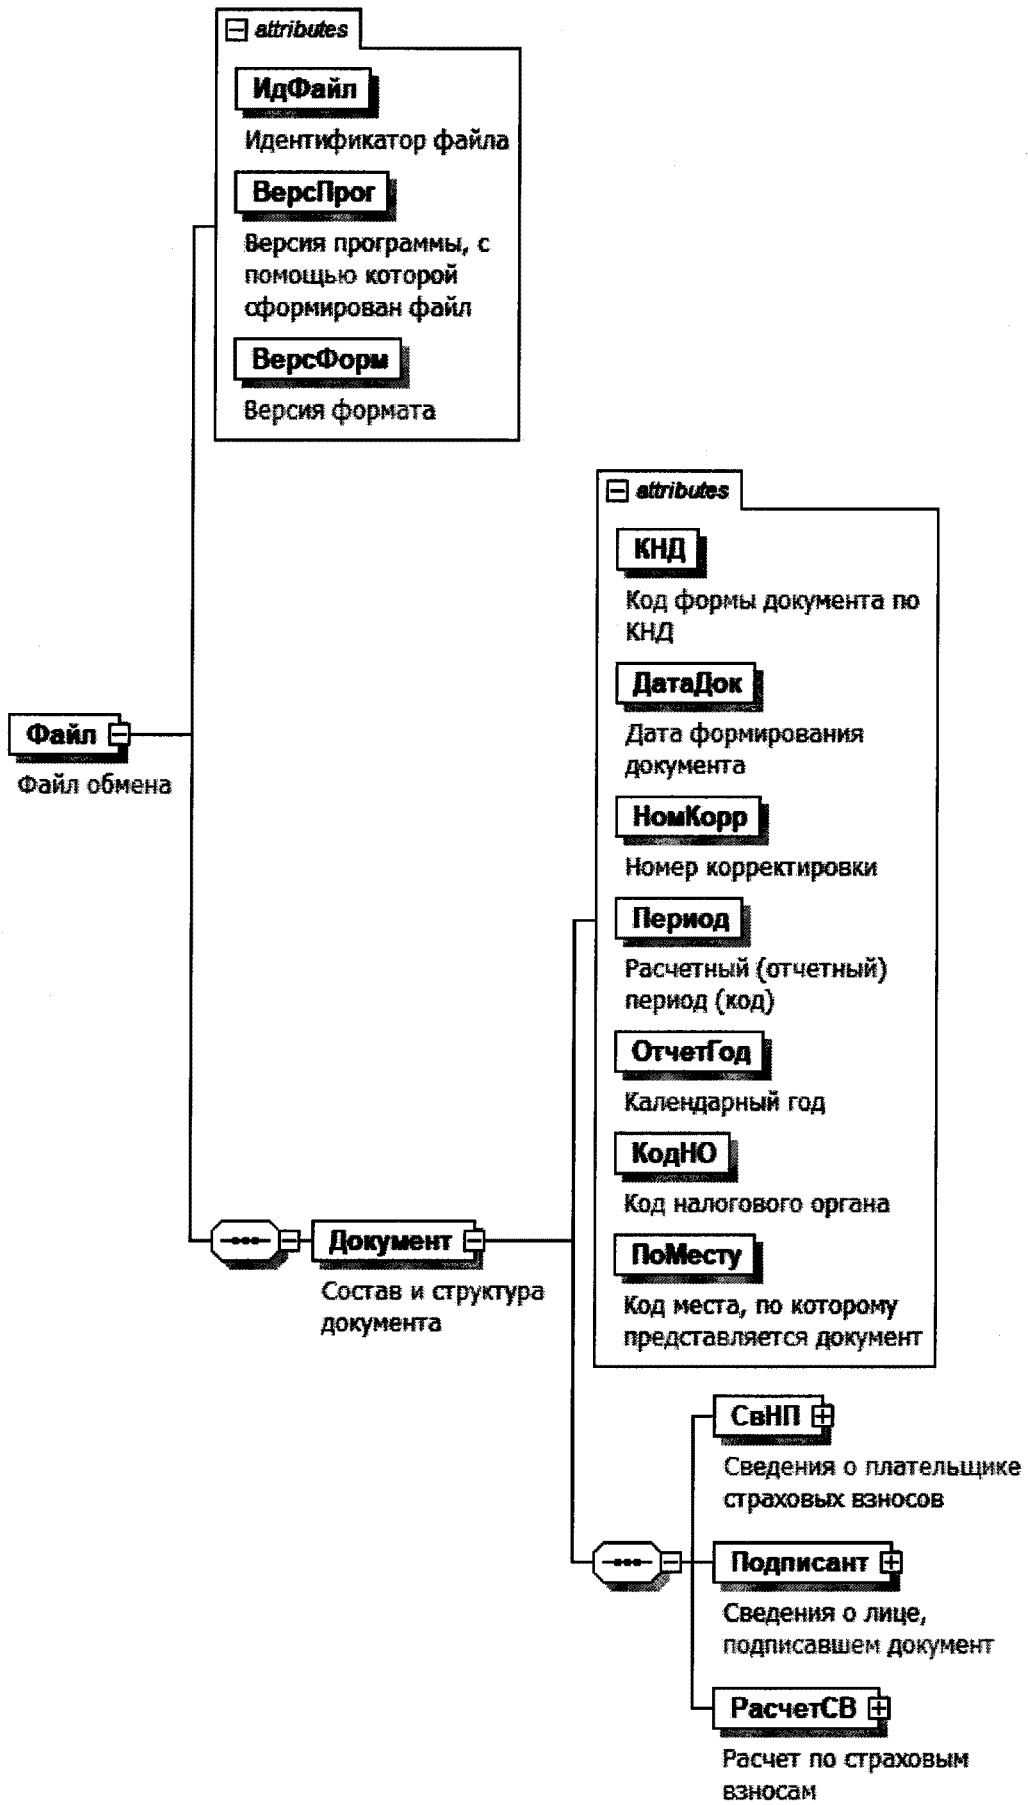 attributes
ИдФайл
Идентификатор файла
ВерсПрог
Версия программы, с
помощью которой
сформирован файл
ВерсФорм
Версия формата
attributes
КНД
Код формы документа по
КНД
ДатаДок
Дата формирования
документа
Файл
Файл обмена
НомКорр
Номер корректировки
Период
Расчетный (отчетный)
период (код)
ОтчетГод
Календарный год
КодНО
Код налогового органа
Документ
Состав и структура
документа
ПоМесту
Код места, по которому
представляется документ
СвНП
Сведения о плательщике
страховых взносов
Подписант
Сведения о лице,
подписавшем документ
РасчетСВ
Расчет по страховым
взносам